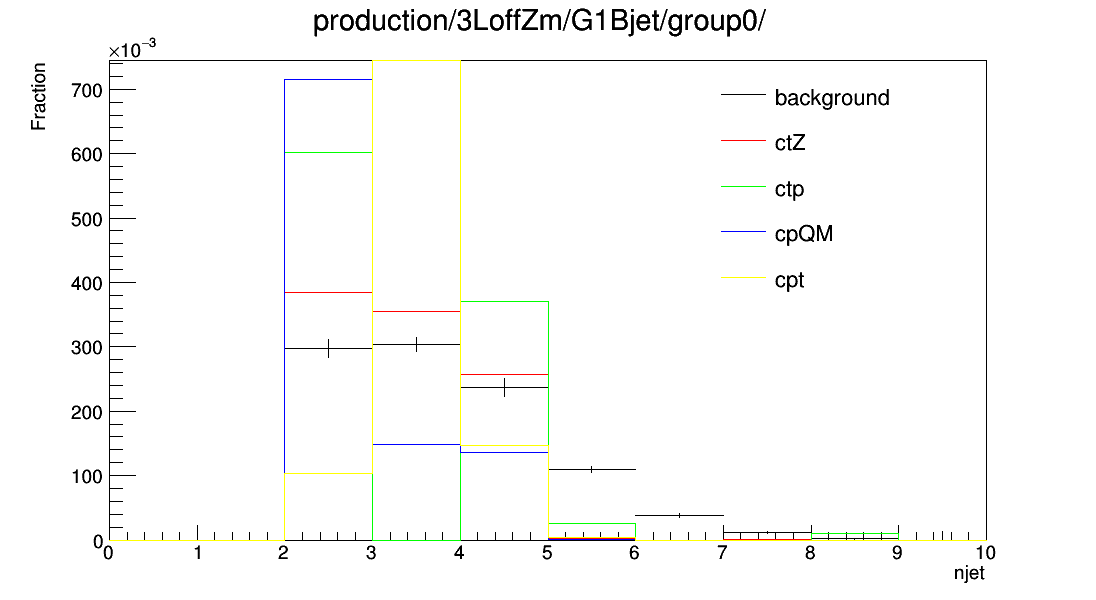 production/3LoffZm/G1Bjet/group0/
×10⁻³
Fraction
700
600
500
400
300
200
100
0
0 1 2 3 4 5 6 7 8 9 10
njet
background
ctZ
ctp
cpQM
cpt